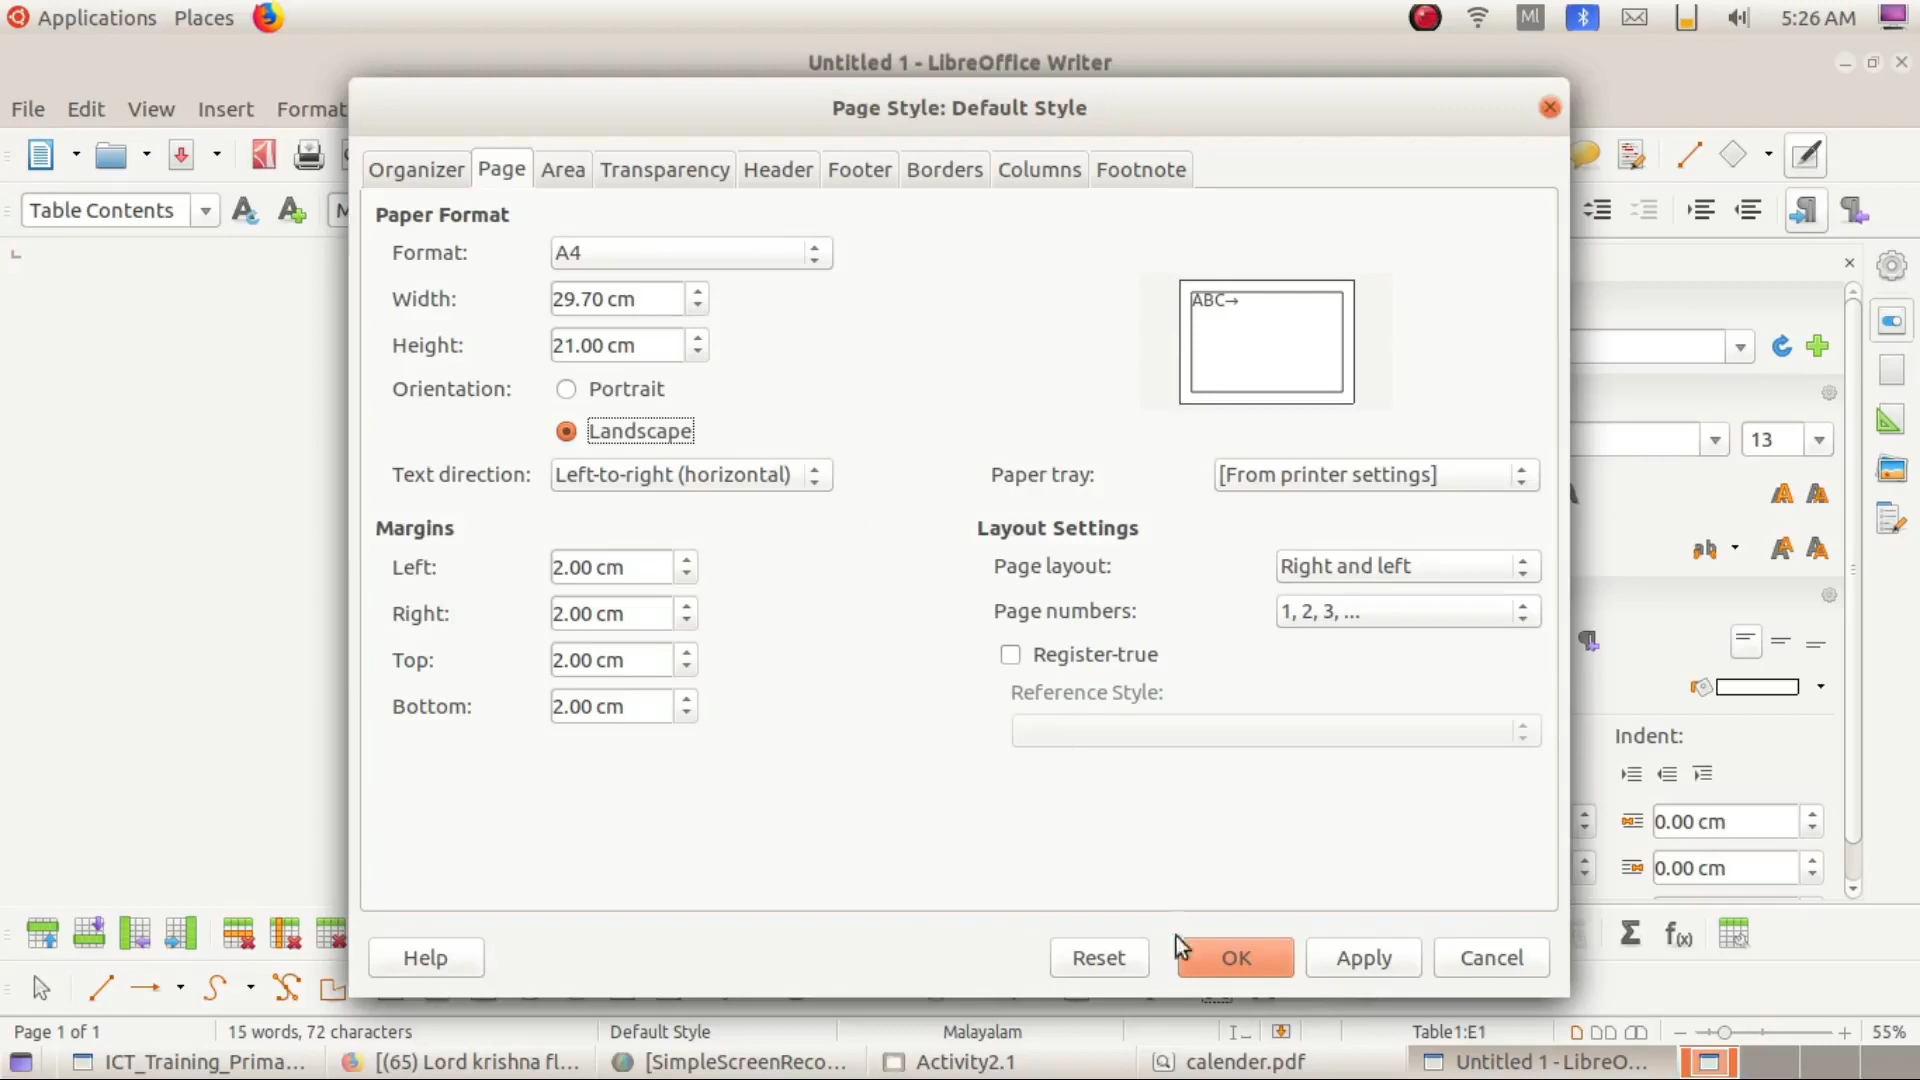 Applications Places Ml 5:26 AM
Untitled 1 - LibreOffice Writer
File Edit View Insert Format
Page Style: Default Style
Organizer Page Area Transparency Header Footer Borders Columns Footnote
Table Contents
Paper Format
Format: A4
Width: 29.70 cm
ABC→
Height: 21.00 cm
Orientation: Portrait
Landscape
13
Text direction: Left-to-right (horizontal) Paper tray: [From printer settings]
Margins Layout Settings
Left: 2.00 cm Page layout: Right and left
Right: 2.00 cm Page numbers: 1, 2, 3, ...
Top: 2.00 cm Register-true
Reference Style:
Bottom: 2.00 cm
ab
Indent:
0.00 cm
0.00 cm
Help Reset OK Apply Cancel
Σ f(x)
Page 1 of 1 15 words, 72 characters Default Style Malayalam Table1:E1 55%
ICT_Training_Prima... [(65) Lord krishna fl... [SimpleScreenReco... Activity2.1 calender.pdf Untitled 1 - LibreO...